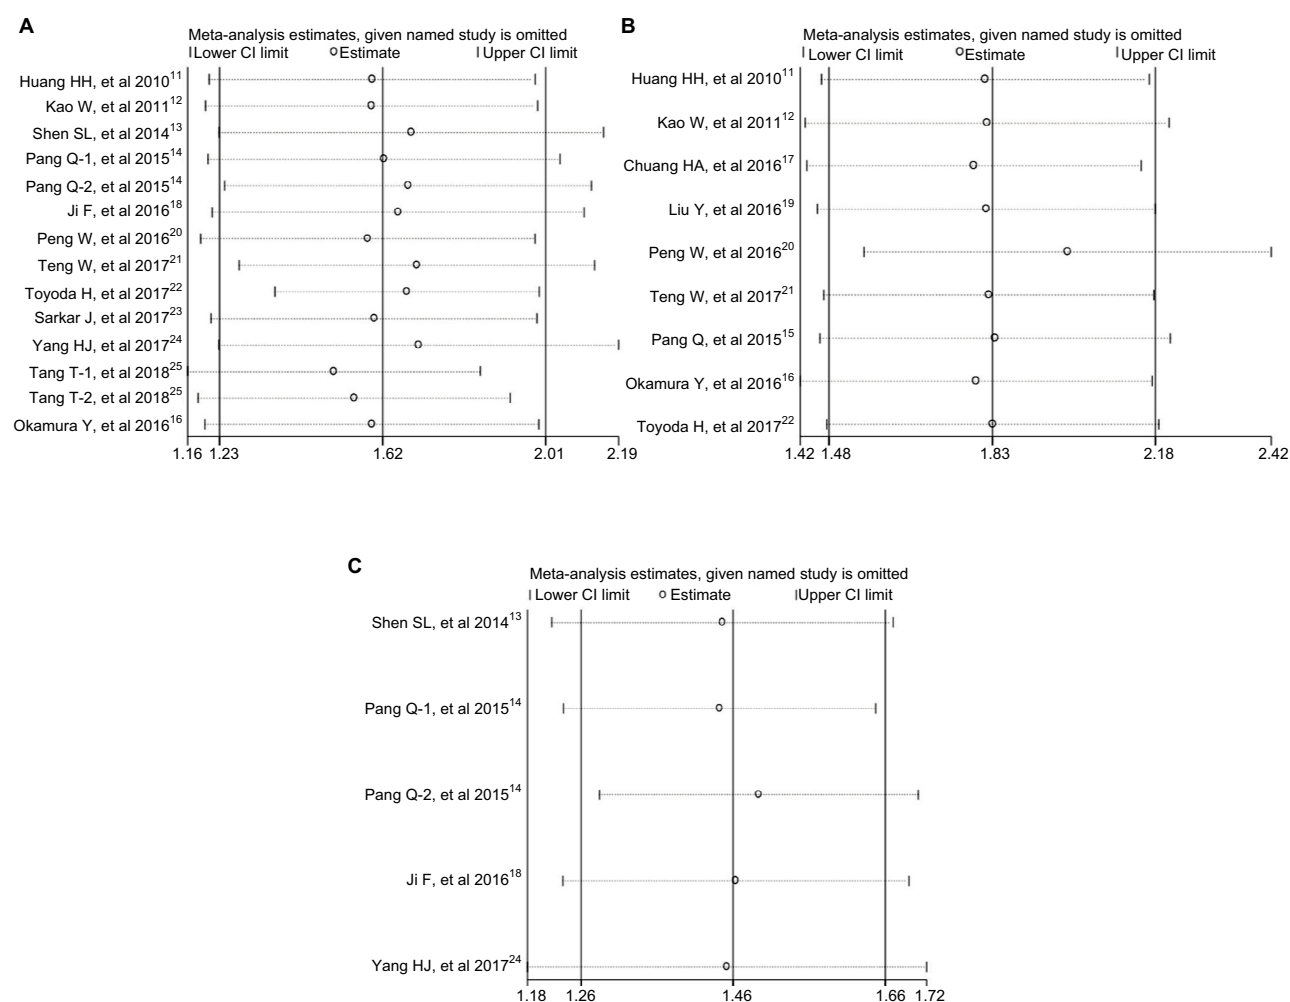 A
Meta-analysis estimates, given named study is omitted
Lower CI limit Estimate Upper CI limit
Huang HH, et al 2010¹¹
Kao W, et al 2011¹²
Shen SL, et al 2014¹³
Pang Q-1, et al 2015¹⁴
Pang Q-2, et al 2015¹⁴
Ji F, et al 2016¹⁸
Peng W, et al 2016²⁰
Teng W, et al 2017²¹
Toyoda H, et al 2017²²
Sarkar J, et al 2017²³
Yang HJ, et al 2017²⁴
Tang T-1, et al 2018²⁵
Tang T-2, et al 2018²⁵
Okamura Y, et al 2016¹⁶
1.16 1.23 1.62 2.01 2.19
B
Meta-analysis estimates, given named study is omitted
Lower CI limit Estimate Upper CI limit
Huang HH, et al 2010¹¹
Kao W, et al 2011¹²
Chuang HA, et al 2016¹⁷
Liu Y, et al 2016¹⁹
Peng W, et al 2016²⁰
Teng W, et al 2017²¹
Pang Q, et al 2015¹⁵
Okamura Y, et al 2016¹⁶
Toyoda H, et al 2017²²
1.42 1.48 1.83 2.18 2.42
C
Meta-analysis estimates, given named study is omitted
Lower CI limit Estimate Upper CI limit
Shen SL, et al 2014¹³
Pang Q-1, et al 2015¹⁴
Pang Q-2, et al 2015¹⁴
Ji F, et al 2016¹⁸
Yang HJ, et al 2017²⁴
1.18 1.26 1.46 1.66 1.72